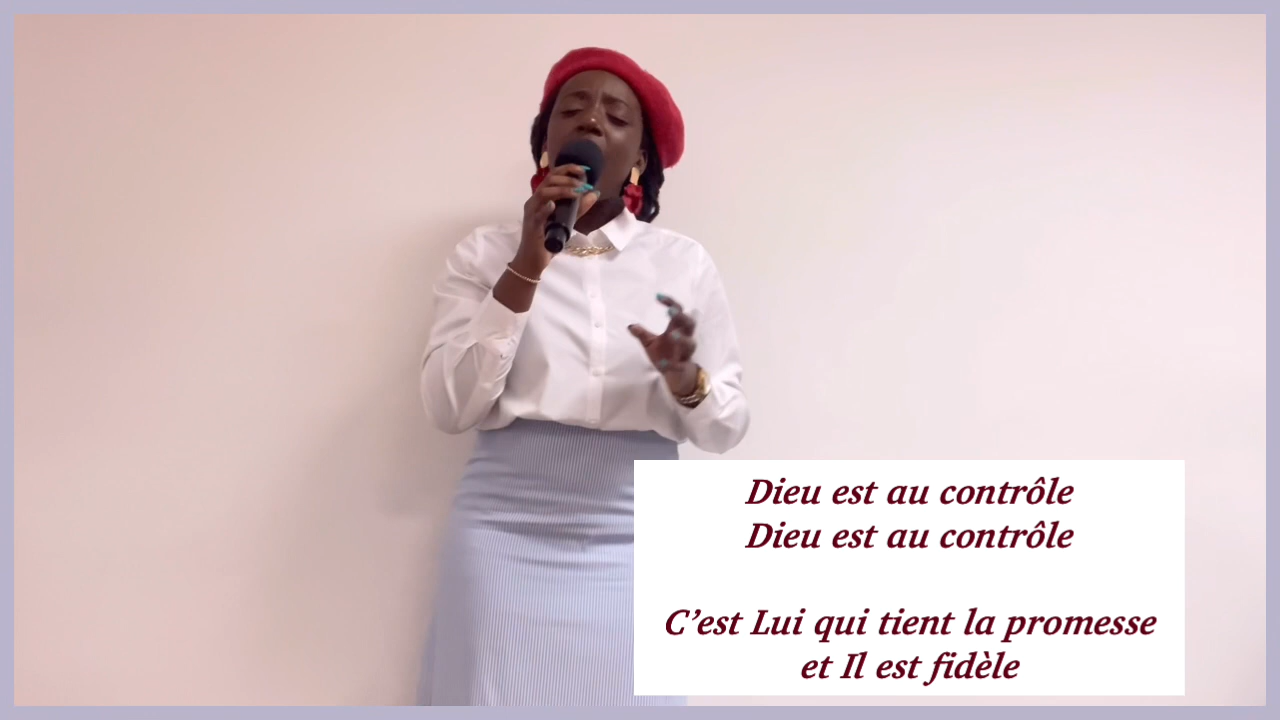 Dieu est au contrôle
Dieu est au contrôle
C’est Lui qui tient la promesse
et Il est fidèle